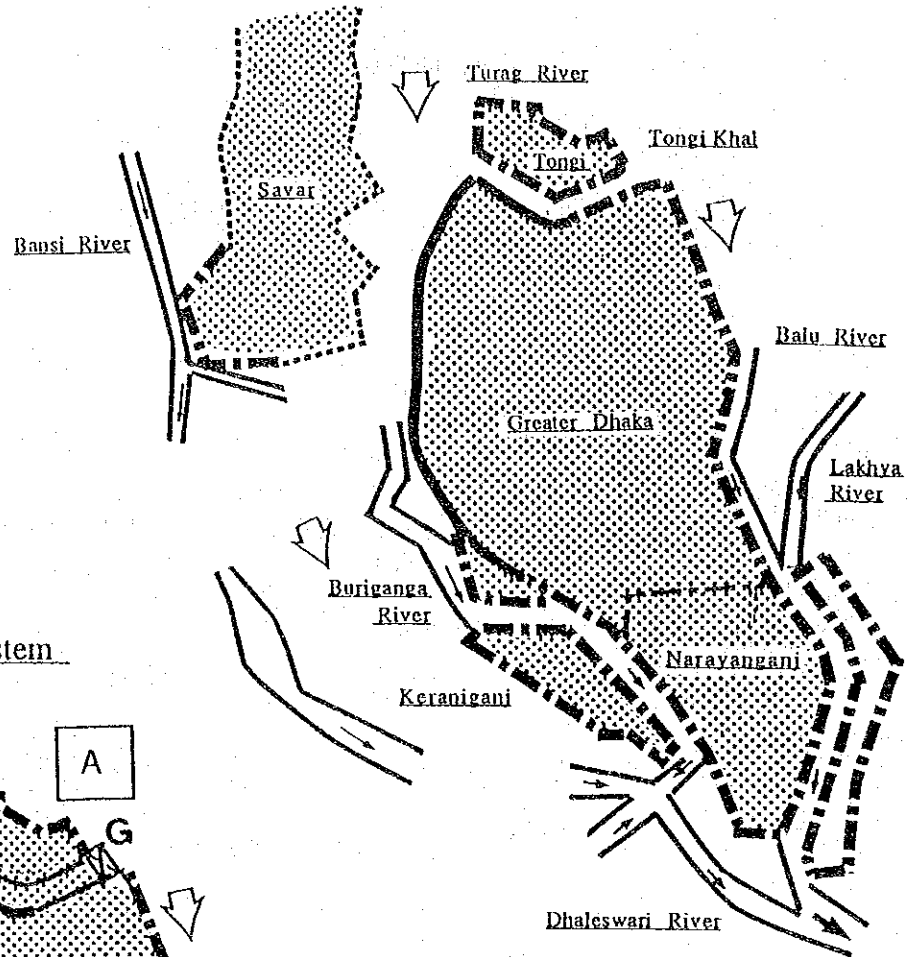 Turag River
Tongi Khal
Tongi
Savar
Bansi River
Balu River
Greater Dhaka
Lakhya
River
Buriganga
River
stem
Narayanganj
Keraniganj
A
G
Dhaleswari River